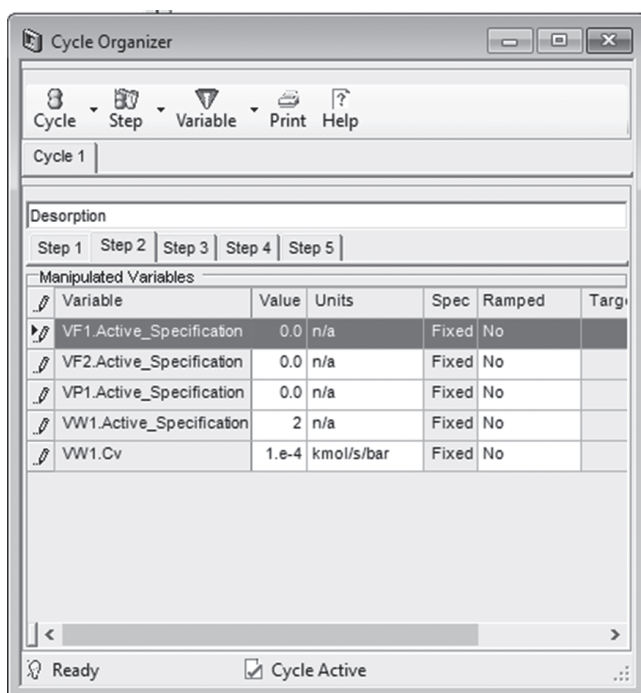 Cycle Organizer
Cycle Step Variable Print Help
Cycle 1
Desorption
Step 1 Step 2 Step 3 Step 4 Step 5
Manipulated Variables
Variable Value Units Spec Ramped Targ
VF1.Active_Specification 0.0 n/a Fixed No
VF2.Active_Specification 0.0 n/a Fixed No
VP1.Active_Specification 0.0 n/a Fixed No
VW1.Active_Specification 2 n/a Fixed No
VW1.Cv 1.e-4 kmol/s/bar Fixed No
Ready Cycle Active